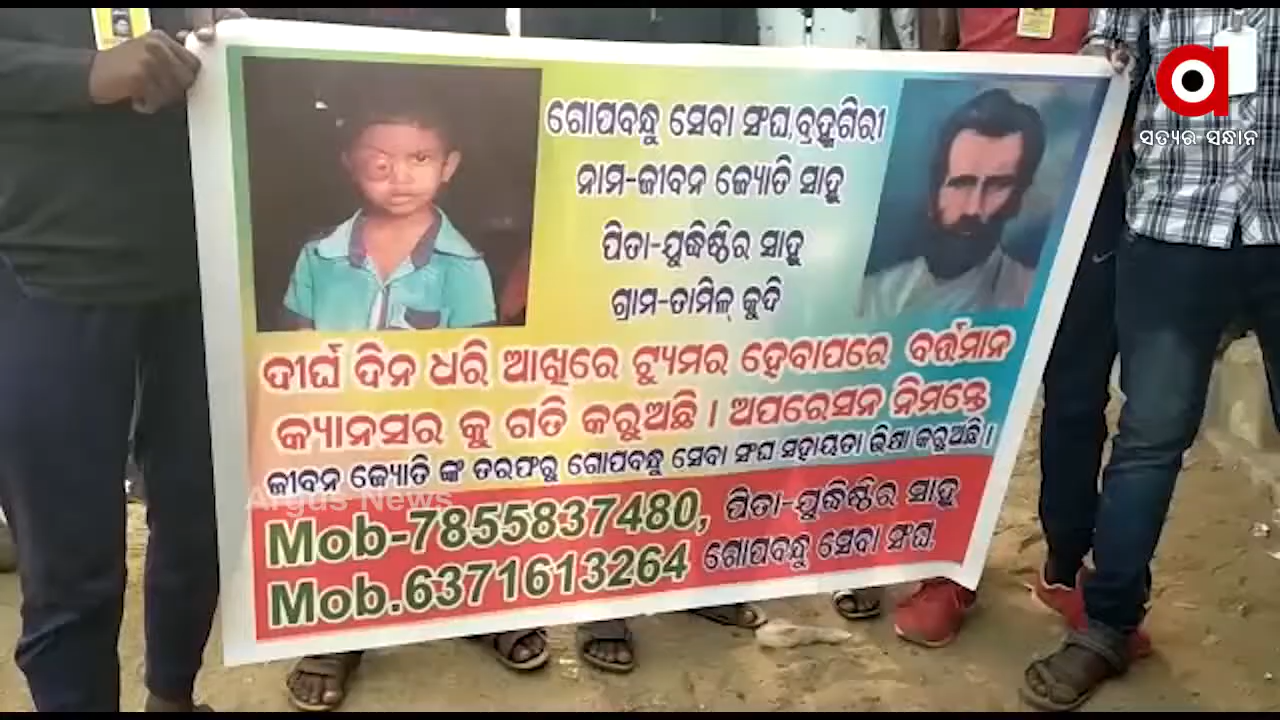 ଗୋପବନ୍ଧୁ ସେବା ସଂଘ,ବ୍ରହ୍ମଗିରୀ
ନାମ-ଜୀବନ ଜ୍ୟୋତି ସାହୁ
ପିତା-ଯୁଦ୍ଧିଷ୍ଠିର ସାହୁ
ଗ୍ରାମ-ତାମିଳ୍ କୁଦି
ଦୀର୍ଘ ଦିନ ଧରି ଆଖିରେ ଟ୍ୟୁମର ହେବାପରେ ବର୍ତ୍ତମାନ
କ୍ୟାନସର କୁ ଗତି କରୁଅଛି । ଅପରେସନ ନିମନ୍ତେ
ଜୀବନ ଜ୍ୟୋତି ଙ୍କ ତରଫରୁ ଗୋପବନ୍ଧୁ ସେବା ସଂଘ ସହାୟତା ଭିକ୍ଷା କରୁଅଛି ।
Mob-7855837480, ପିତା-ଯୁଦ୍ଧିଷ୍ଠିର ସାହୁ
Mob.6371613264 ଗୋପବନ୍ଧୁ ସେବା ସଂଘ,
Argus News
ସତ୍ୟର ସନ୍ଧାନ